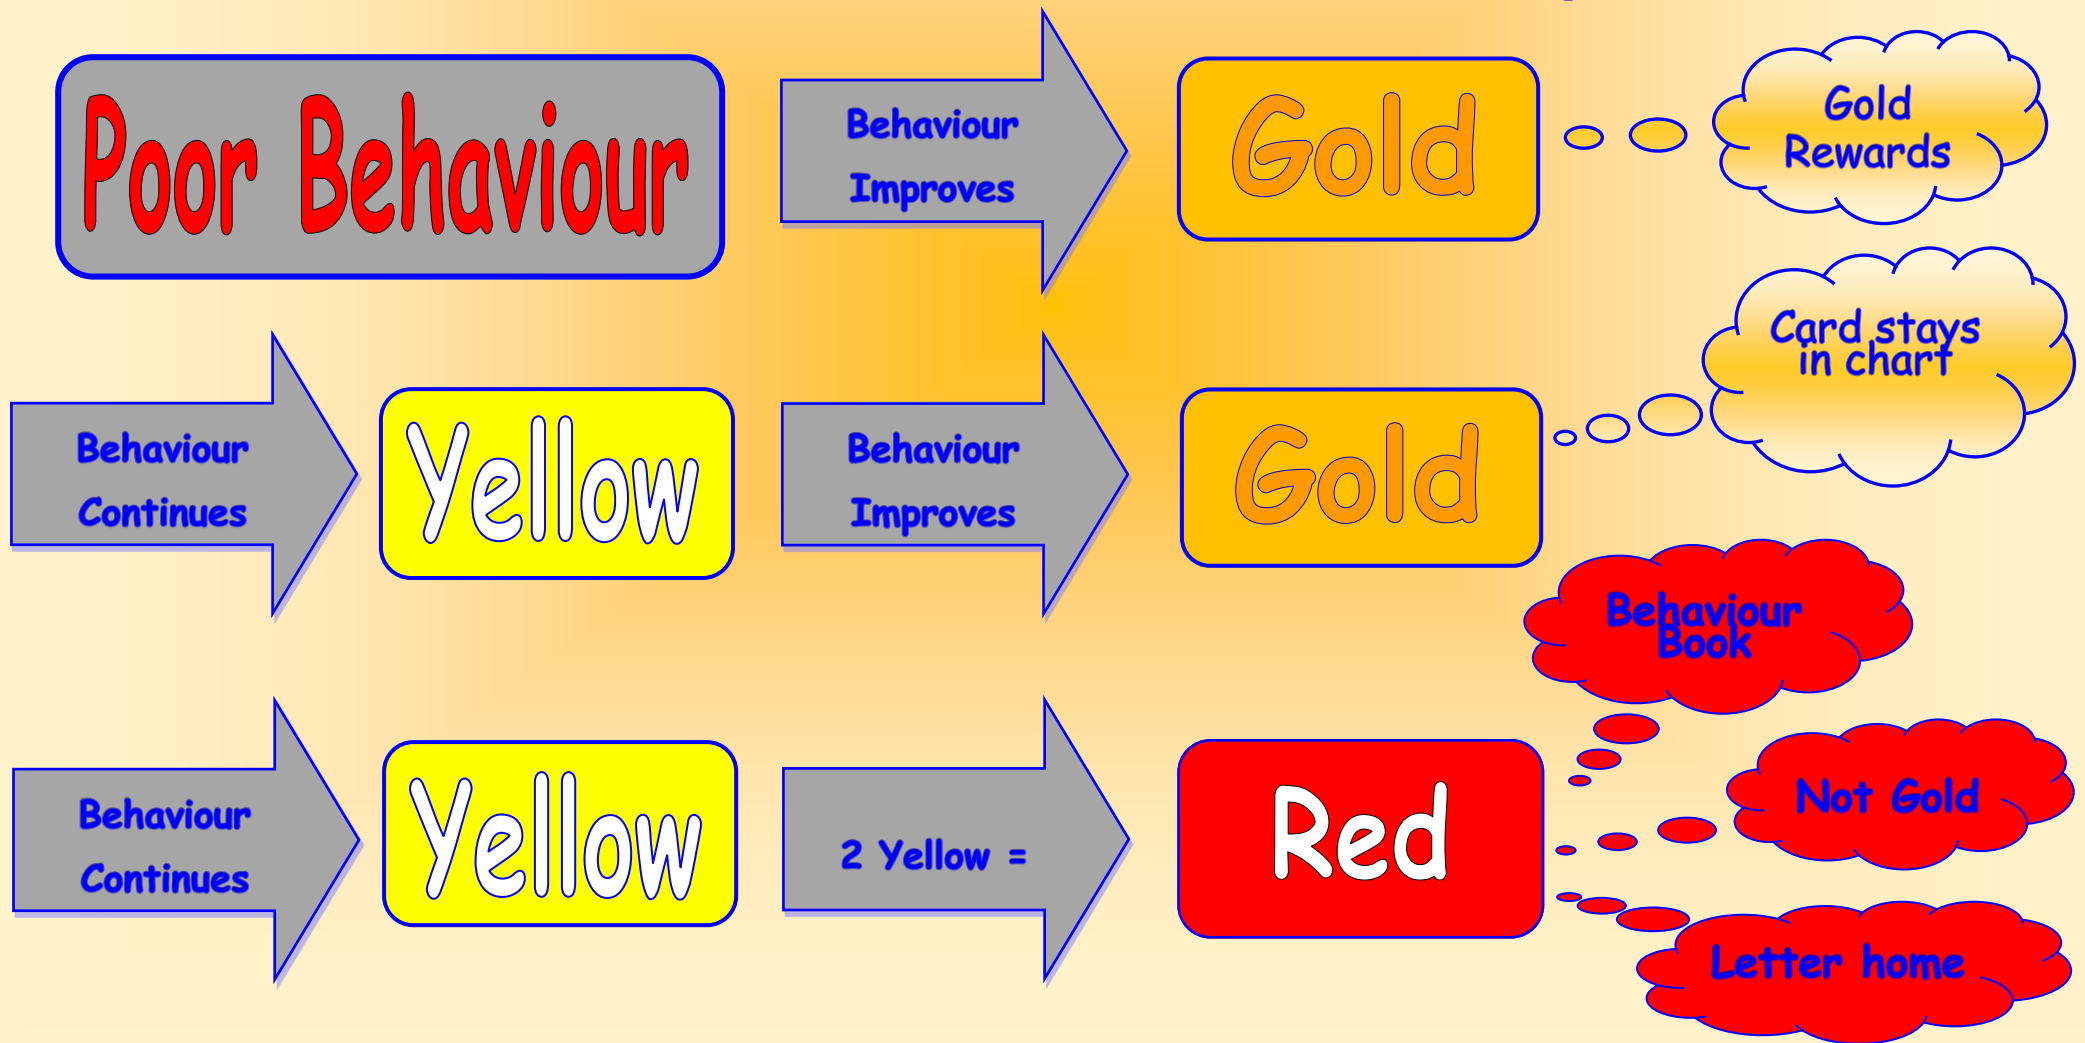 Poor Behaviour
Behaviour
Improves
Gold
Gold
Rewards
Behaviour
Continues
Yellow
Behaviour
Improves
Gold
Card stays
in chart
Behaviour
Continues
Yellow
2 Yellow =
Red
Behaviour
Book
Not Gold
Letter home